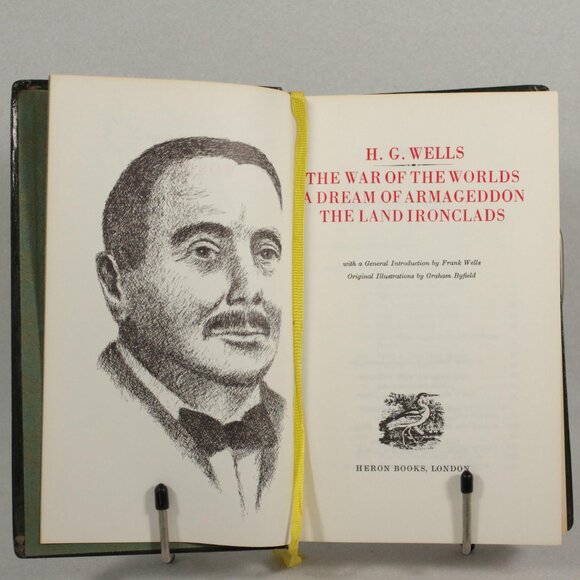 H. G. WELLS
THE WAR OF THE WORLDS
A DREAM OF ARMAGEDDON
THE LAND IRONCLADS
with a General Introduction by Frank Wells
Original Illustrations by Graham Byfield
HERON BOOKS, LONDON